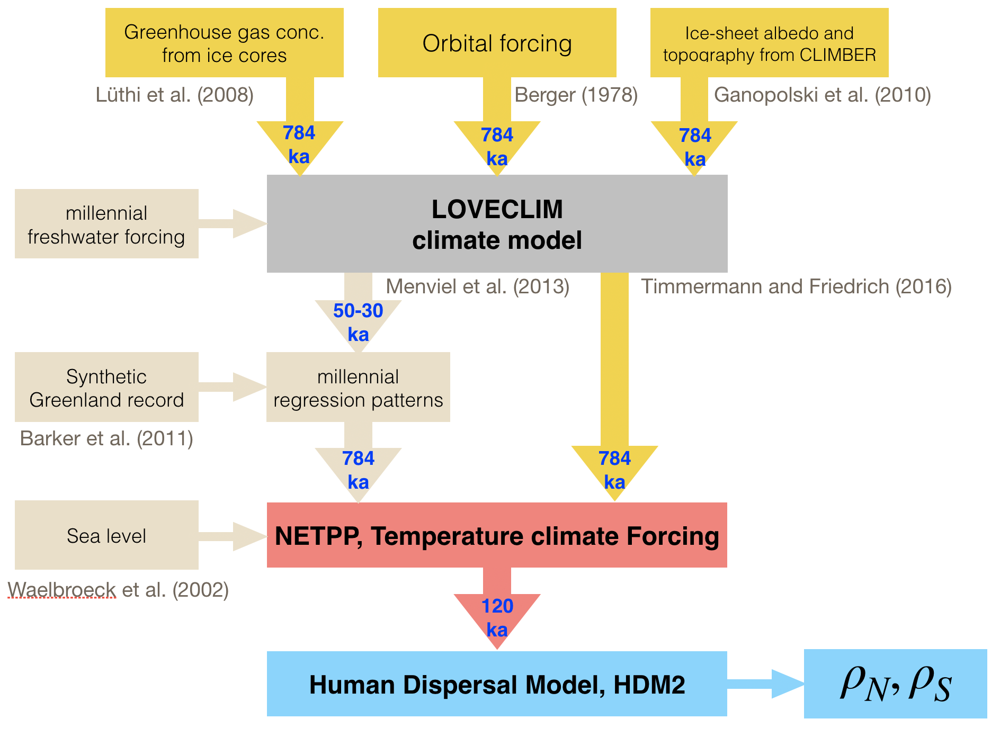 Greenhouse gas conc.
from ice cores
Orbital forcing
Ice-sheet albedo and
topography from CLIMBER
Lüthi et al. (2008)
Berger (1978)
Ganopolski et al. (2010)
784
ka
784
ka
784
ka
millennial
freshwater forcing
LOVECLIM
climate model
Menviel et al. (2013)
Timmermann and Friedrich (2016)
50-30
ka
Synthetic
Greenland record
millennial
regression patterns
Barker et al. (2011)
784
ka
784
ka
Sea level
NETPP, Temperature climate Forcing
Waelbroeck et al. (2002)
120
ka
Human Dispersal Model, HDM2
ρN, ρS